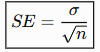 SE = σ/√n